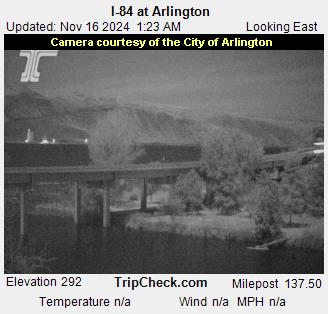 I-84 at Arlington
Updated: Nov 16 2024 1:23 AM Looking East
Camera courtesy of the City of Arlington
Elevation 292 TripCheck.com Milepost 137.50
Temperature n/a Wind n/a MPH n/a